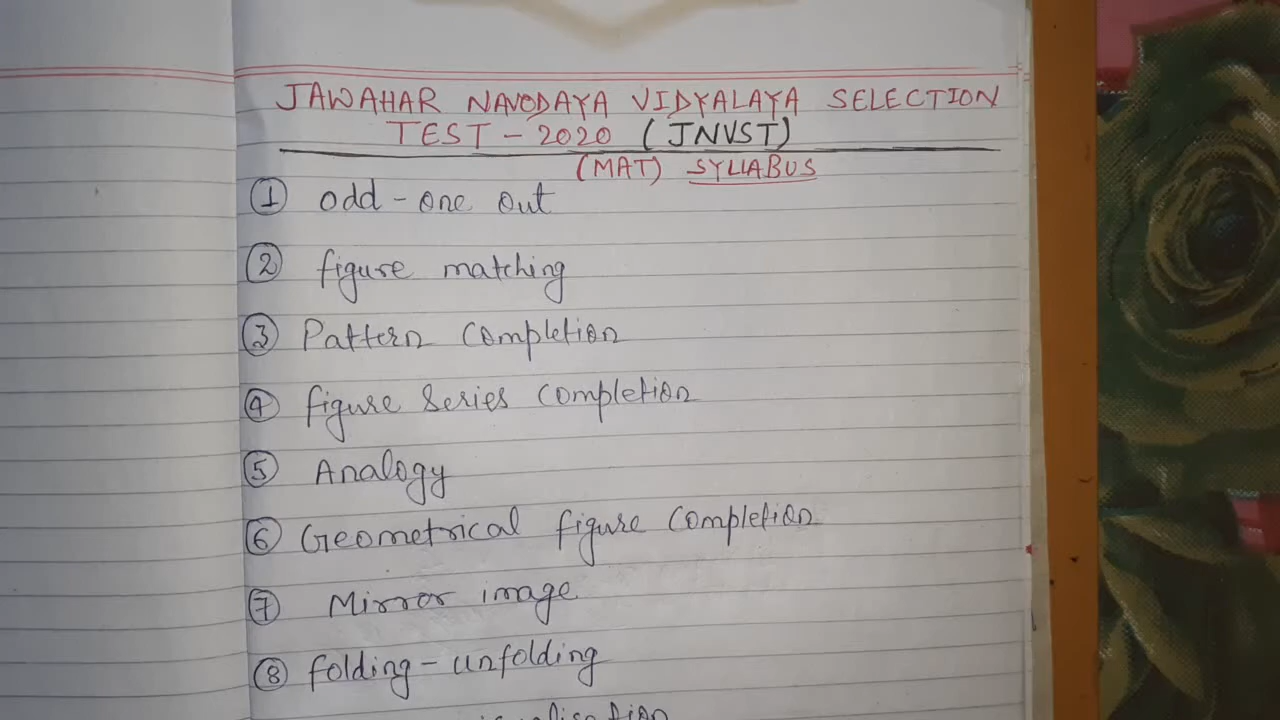 JAWAHAR NAVODAYA VIDYALAYA SELECTION
TEST - 2020 (JNVST)
(MAT) SYLLABUS
① odd - one out
② figure matching
③ Pattern Completion
④ figure Series Completion
⑤ Analogy
⑥ Geometrical figure Completion
⑦ Mirror image
⑧ folding - unfolding